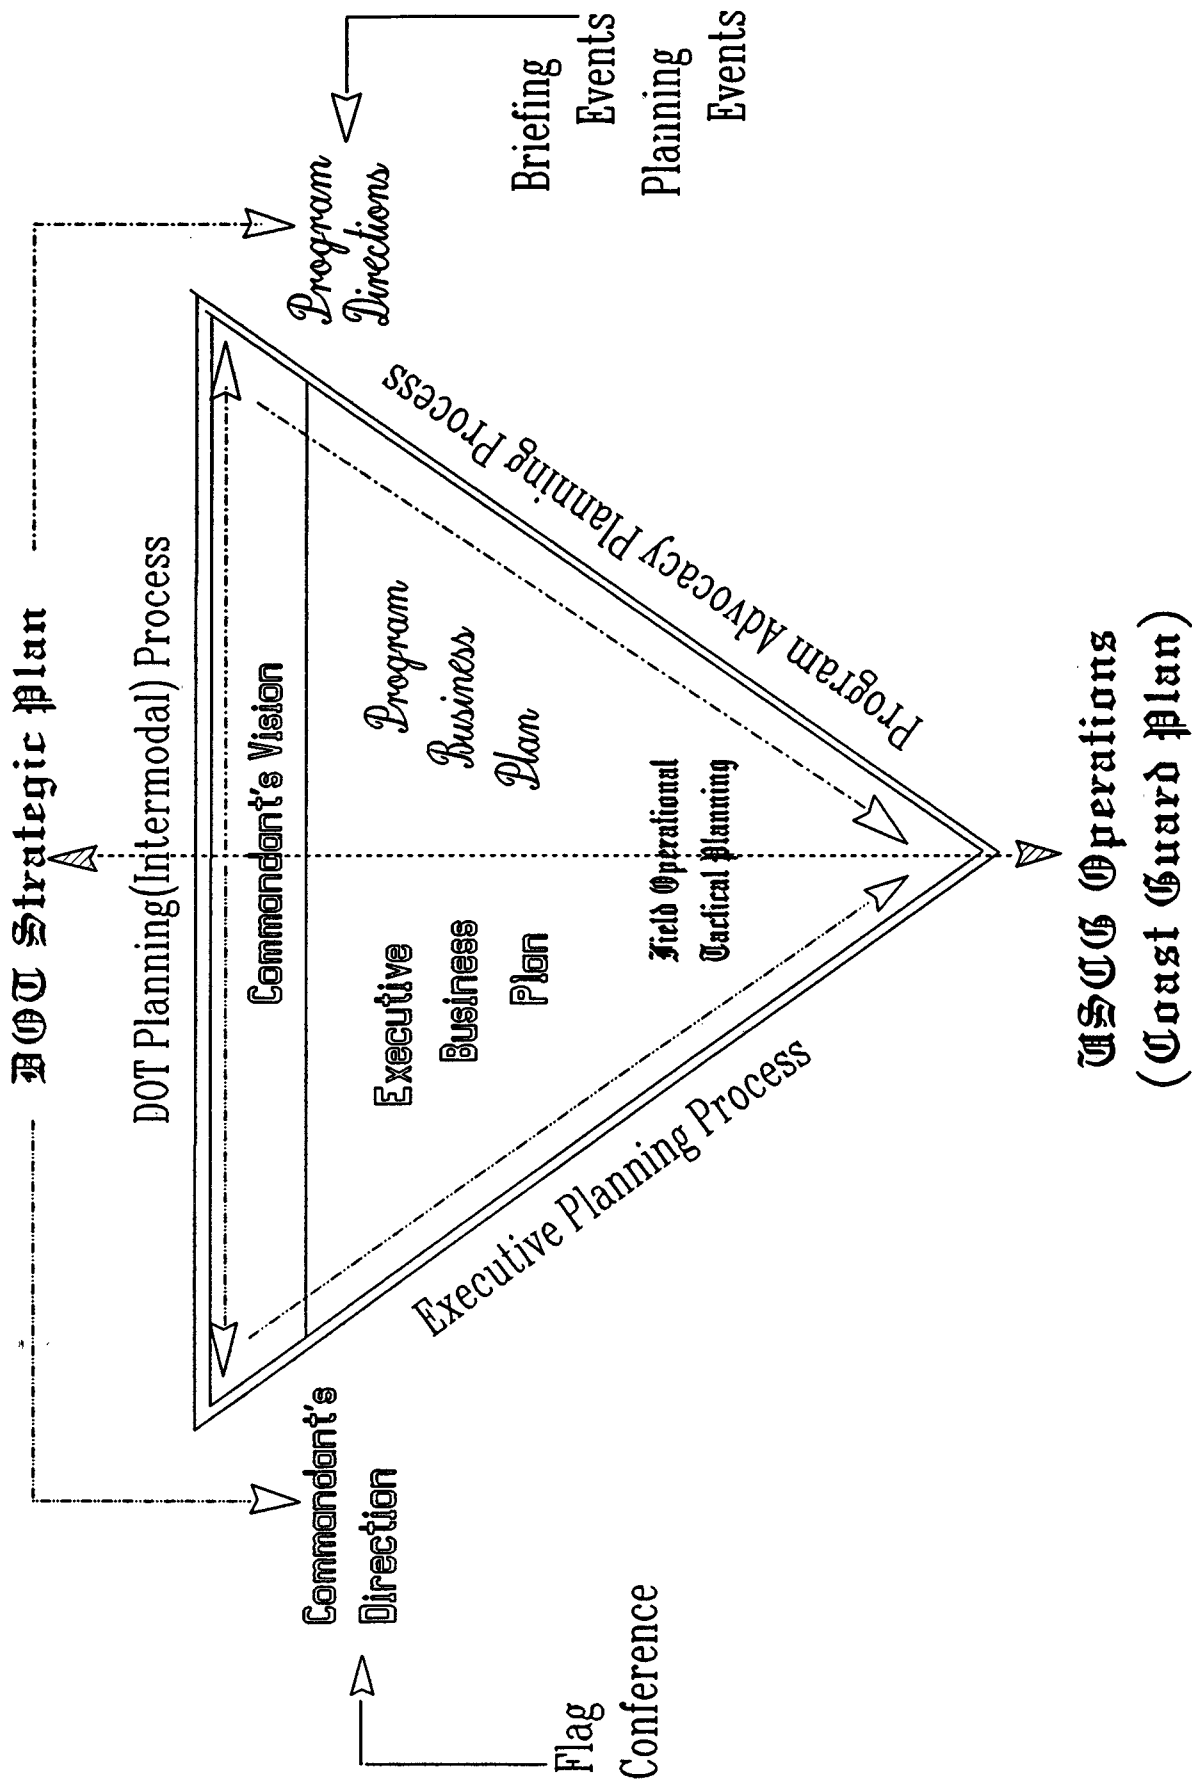 DOT Strategic Plan
DOT Planning(Intermodal) Process
Commandant's Vision
Commandant's
Direction
Program
Directions
Flag
Conference
Briefing
Events
Planning
Events
Executive
Business
Plan
Program
Business
Plan
Field Operational
Tactical Planning
Executive Planning Process
Program Advocacy Planning Process
USCG Operations
(Coast Guard Plan)